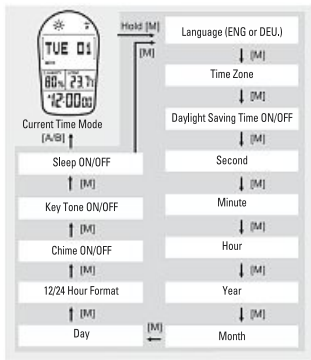 TUE 01
80% 23.7
12:00 00
Current Time Mode
[A/B]
Hold [M]
[M]
Language (ENG or DEU.)
[M]
Time Zone
[M]
Daylight Saving Time ON/OFF
[M]
Second
[M]
Minute
[M]
Hour
[M]
Year
[M]
Month
[M]
Day
[M]
12/24 Hour Format
[M]
Chime ON/OFF
[M]
Key Tone ON/OFF
[M]
Sleep ON/OFF